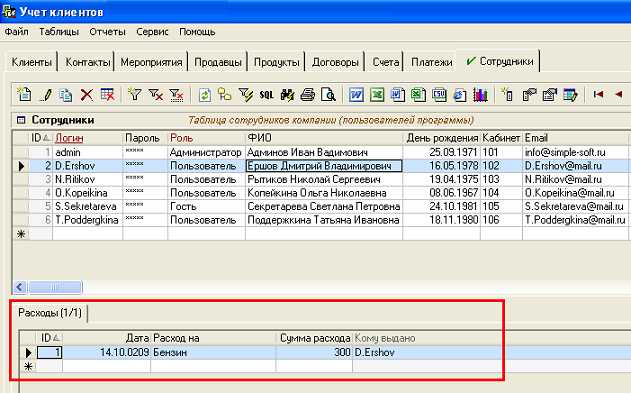 Учет клиентов
Файл Таблицы Отчеты Сервис Помощь
Клиенты Контакты Мероприятия Продавцы Продукты Договоры Счета Платежи Сотрудники
SQL
Сотрудники Таблица сотрудников компании (пользователей программы)
ID Логин Пароль Роль ФИО День рождения Кабинет Email
1 admin ***** Администратор Админов Иван Вадимович 25.09.1971 101 info@simple-soft.ru
2 D.Ershov ***** Пользователь Ершов Дмитрий Владимирович 16.05.1978 102 D.Ershov@mail.ru
3 N.Ritikov ***** Пользователь Рытиков Николай Сергеевич 19.04.1975 103 N.Ritikov@mail.ru
4 O.Kopeikina ***** Пользователь Копейкина Ольга Николаевна 08.06.1967 104 O.Kopeikina@mail.ru
5 S.Sekretareva ***** Гость Секретарева Светлана Петровна 24.10.1981 105 S.Sekretareva@mail.ru
6 T.Poddergkina ***** Пользователь Поддержкина Татьяна Ивановна 18.11.1980 106 T.Poddergkina@mail.ru
Расходы (1/1)
ID Дата Расход на Сумма расхода Кому выдано
1 14.10.0209 Бензин 300 D.Ershov